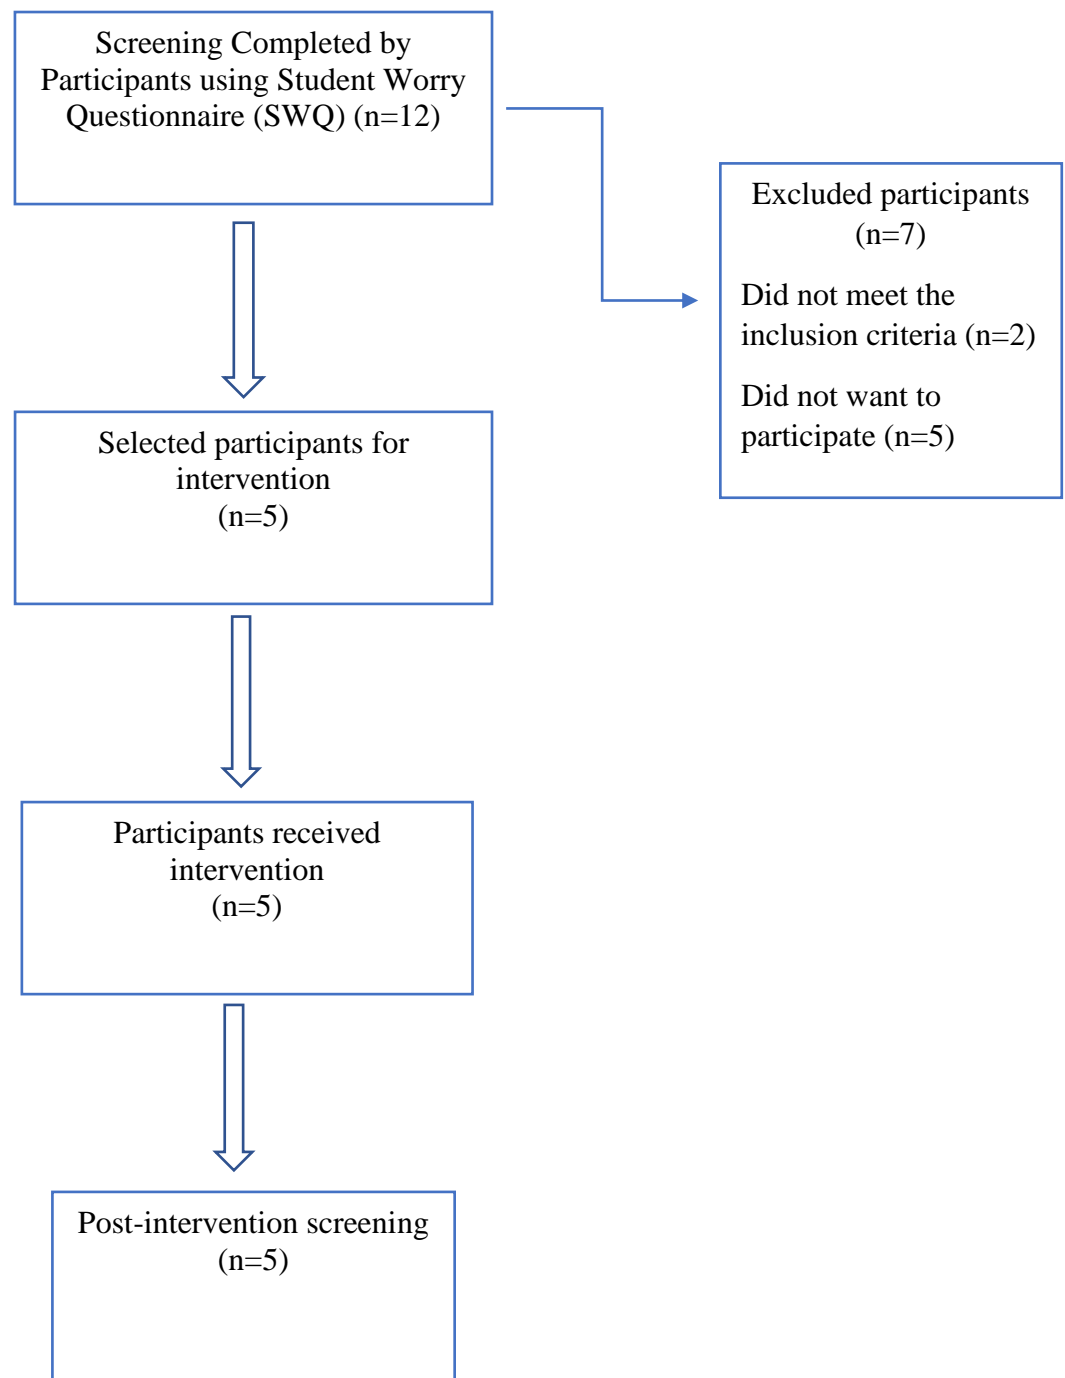 Screening Completed by
Participants using Student Worry
Questionnaire (SWQ) (n=12)
Excluded participants
(n=7)
Did not meet the
inclusion criteria (n=2)
Did not want to
participate (n=5)
Selected participants for
intervention
(n=5)
Participants received
intervention
(n=5)
Post-intervention screening
(n=5)